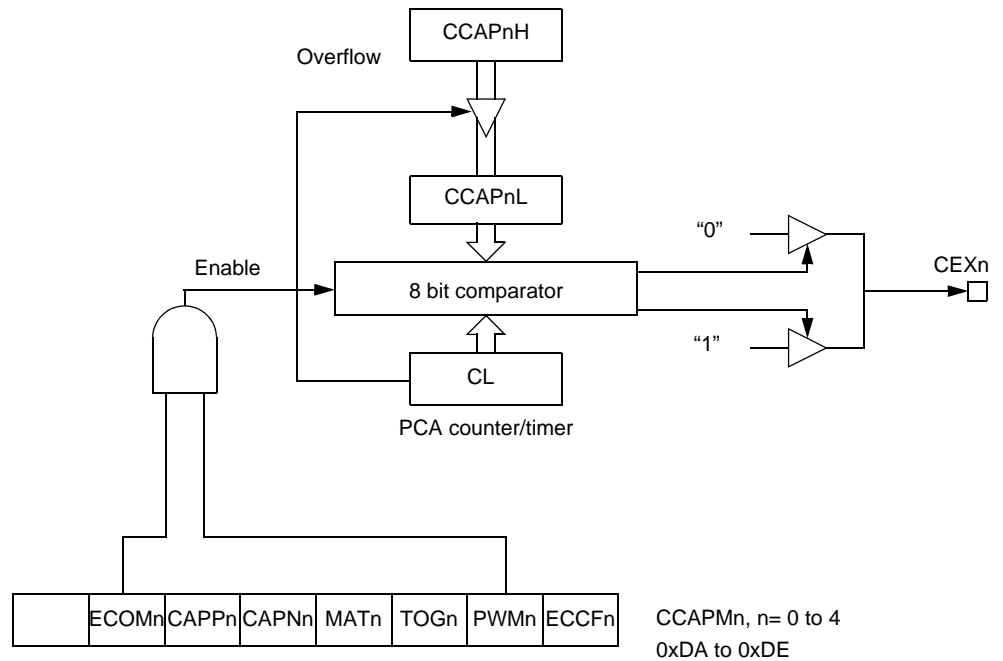 CCAPnH
Overflow
CCAPnL
“0”
Enable
8 bit comparator
CEXn
“1”
CL
PCA counter/timer
ECOMn CAPPn CAPNn MATn TOGn PWMn ECCFn
CCAPMn, n= 0 to 4
0xDA to 0xDE